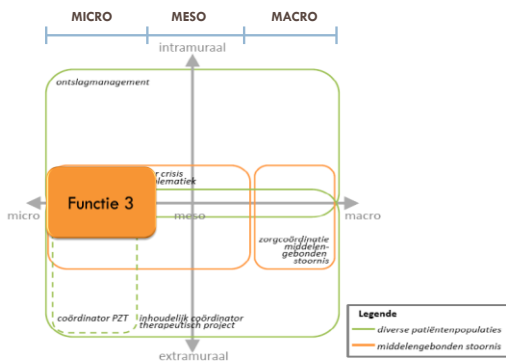 MICRO MESO MACRO
intramuraal
ontslagmanagement
crisis
Functie 3
micro meso macro
zorgcoördinatie
middelen-
gebonden
stoornis
coördinator PZT
inhoudelijk coördinator
therapeutisch project
extramuraal
Legende
diverse patiëntenpopulaties
middelengebonden stoornis